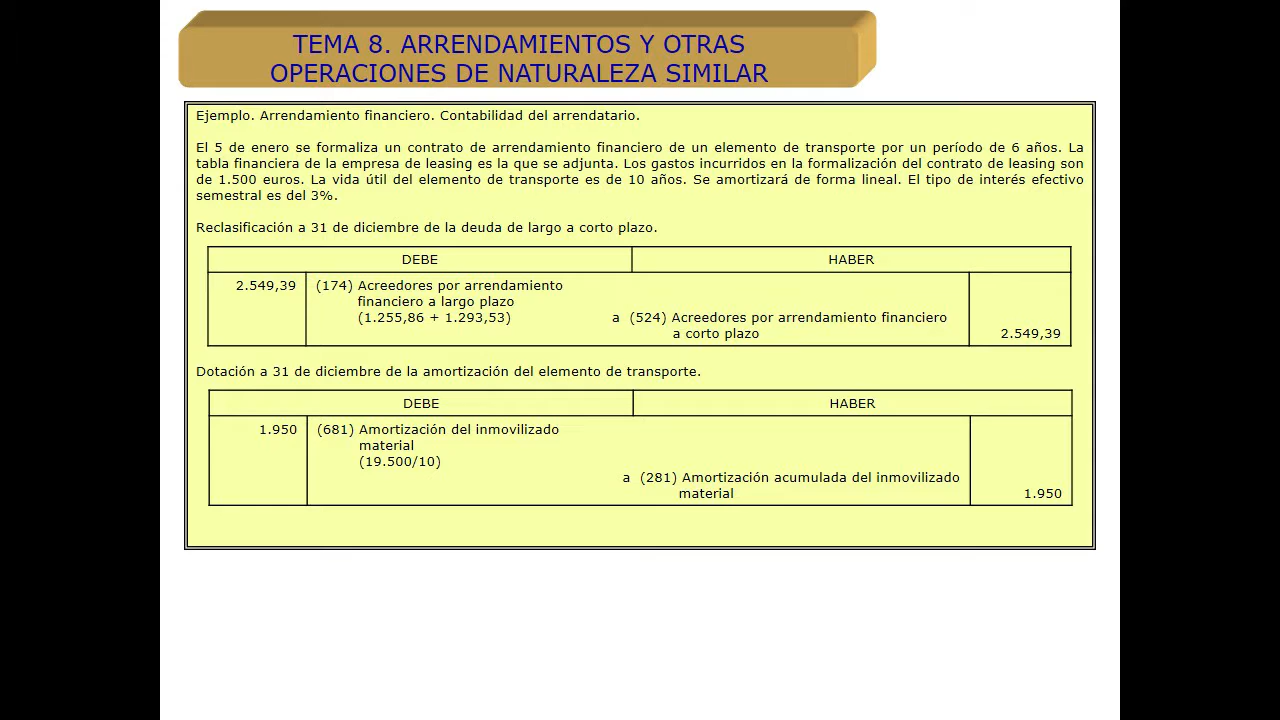 TEMA 8. ARRENDAMIENTOS Y OTRAS
OPERACIONES DE NATURALEZA SIMILAR
Ejemplo. Arrendamiento financiero. Contabilidad del arrendatario.
El 5 de enero se formaliza un contrato de arrendamiento financiero de un elemento de transporte por un período de 6 años. La
tabla financiera de la empresa de leasing es la que se adjunta. Los gastos incurridos en la formalización del contrato de leasing son
de 1.500 euros. La vida útil del elemento de transporte es de 10 años. Se amortizará de forma lineal. El tipo de interés efectivo
semestral es del 3%.
Reclasificación a 31 de diciembre de la deuda de largo a corto plazo.
DEBE HABER
2.549,39 (174) Acreedores por arrendamiento
financiero a largo plazo
(1.255,86 + 1.293,53) a (524) Acreedores por arrendamiento financiero
a corto plazo 2.549,39
Dotación a 31 de diciembre de la amortización del elemento de transporte.
DEBE HABER
1.950 (681) Amortización del inmobilizado
material
(19.500/10)
a (281) Amortización acumulada del inmovilizado
material 1.950